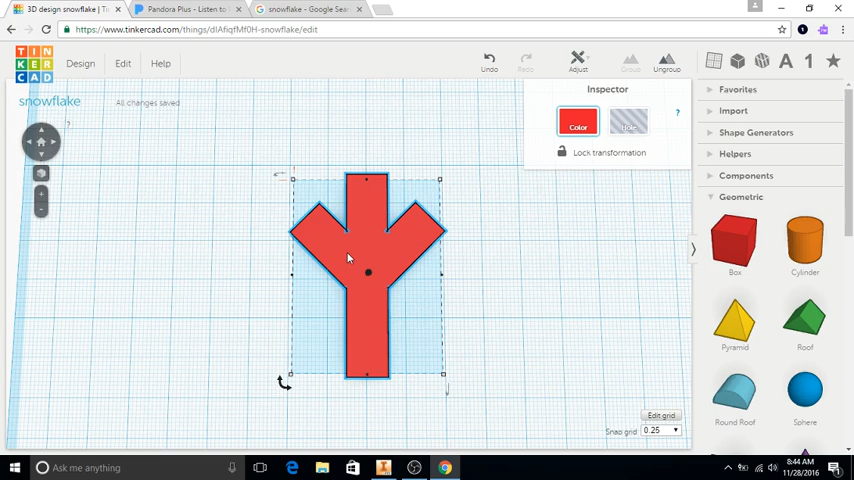 3D design snowflake | Ti
Pandora Plus - Listen to
snowflake - Google Sear
https://www.tinkercad.com/things/dIAfiqfMf0H-snowflake/edit
TIN
KER
CAD
Design
Edit
Help
Undo
Redo
Adjust
Group
Ungroup
snowflake
All changes saved
?
Inspector
Color
Hole
?
Lock transformation
Favorites
Import
Shape Generators
Helpers
Components
Geometric
Box
Cylinder
Pyramid
Roof
Round Roof
Sphere
Edit grid
Snap grid
0.25
Ask me anything
8:44 AM
11/28/2016